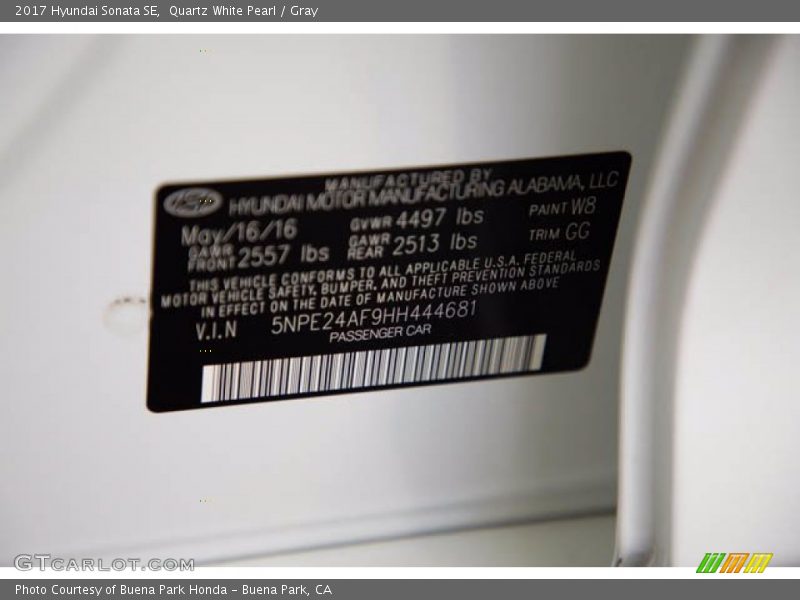 2017 Hyundai Sonata SE, Quartz White Pearl / Gray
MANUFACTURED BY
HYUNDAI MOTOR MANUFACTURING ALABAMA, LLC
May/16/16 GVWR 4497 lbs PAINT W8
GAWR FRONT 2557 lbs GAWR REAR 2513 lbs TRIM GG
THIS VEHICLE CONFORMS TO ALL APPLICABLE U.S.A. FEDERAL
MOTOR VEHICLE SAFETY, BUMPER, AND THEFT PREVENTION STANDARDS
IN EFFECT ON THE DATE OF MANUFACTURE SHOWN ABOVE
V.I.N 5NPE24AF9HH444681
PASSENGER CAR
GTCARLOT.COM
Photo Courtesy of Buena Park Honda - Buena Park, CA